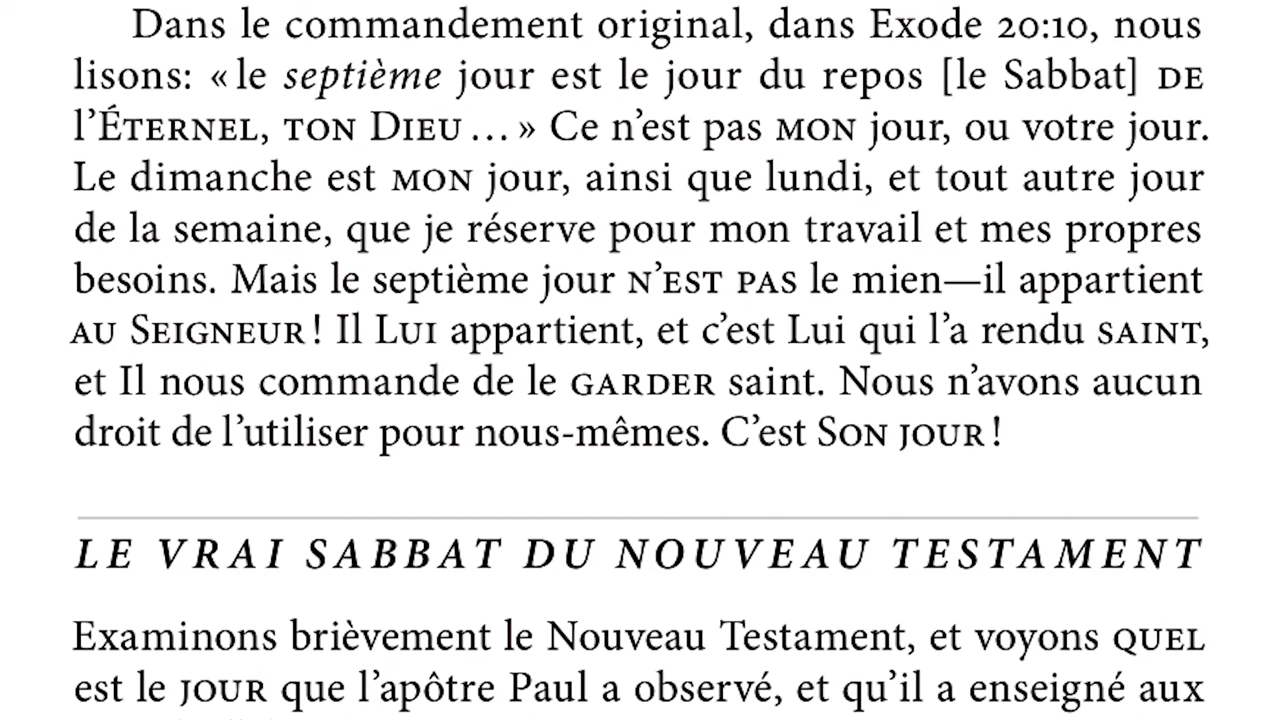 Dans le commandement original, dans Exode 20:10, nous
lisons: « le septième jour est le jour du repos [le Sabbat] DE
l’ÉTERNEL, TON DIEU… » Ce n’est pas MON jour, ou votre jour.
Le dimanche est MON jour, ainsi que lundi, et tout autre jour
de la semaine, que je réserve pour mon travail et mes propres
besoins. Mais le septième jour N’EST PAS le mien—il appartient
AU SEIGNEUR ! Il LUI appartient, et c’est Lui qui l’a rendu SAINT,
et Il nous commande de le GARDER saint. Nous n’avons aucun
droit de l’utiliser pour nous-mêmes. C’est SON JOUR !
LE VRAI SABBAT DU NOUVEAU TESTAMENT
Examinons brièvement le Nouveau Testament, et voyons QUEL
est le JOUR que l’apôtre Paul a observé, et qu’il a enseigné aux